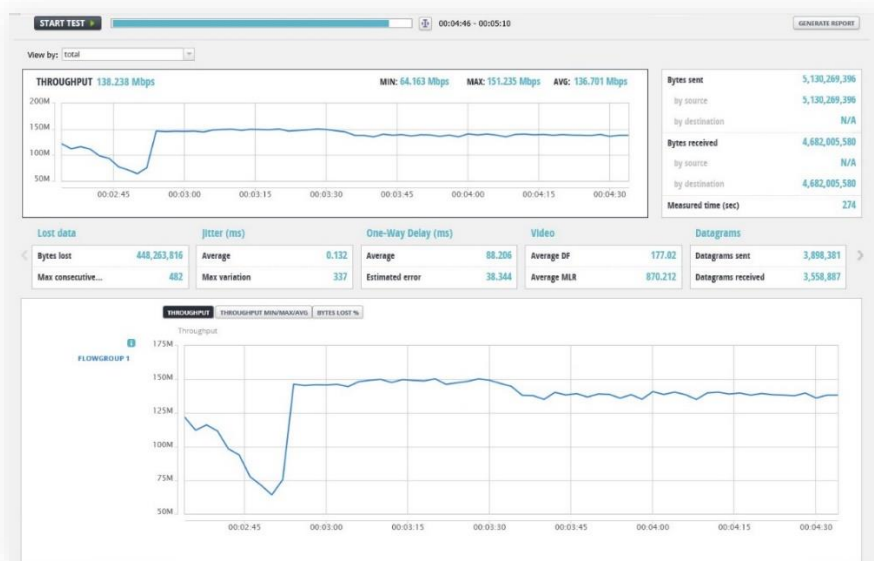 START TEST
00:04:46 - 00:05:10
GENERATE REPORT
View by: total
THROUGHPUT 138.238 Mbps MIN: 64.163 Mbps MAX: 151.235 Mbps AVG: 136.701 Mbps
200M
150M
100M
50M
00:02:45 00:03:00 00:03:15 00:03:30 00:03:45 00:04:00 00:04:15 00:04:30
Bytes sent 5,130,269,396
by source 5,130,269,396
by destination N/A
Bytes received 4,682,005,580
by source N/A
by destination 4,682,005,580
Measured time (sec) 274
Lost data
Bytes lost 448,263,816
Max consecutive... 482
Jitter (ms)
Average 0.132
Max variation 337
One-Way Delay (ms)
Average 88.206
Estimated error 38.344
Video
Average DF 177.02
Average MLR 870.212
Datagrams
Datagrams sent 3,898,381
Datagrams received 3,558,887
THROUGHPUT THROUGHPUT MIN/MAX/AVG BYTES LOST %
Throughput
FLOWGROUP 1
175M
150M
125M
100M
75M
50M
00:02:45 00:03:00 00:03:15 00:03:30 00:03:45 00:04:00 00:04:15 00:04:30